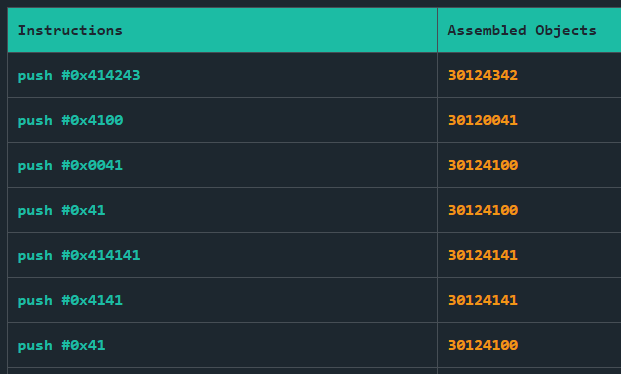 Instructions Assembled Objects
push #0x414243 30124342
push #0x4100 30120041
push #0x0041 30124100
push #0x41 30124100
push #0x414141 30124141
push #0x4141 30124141
push #0x41 30124100